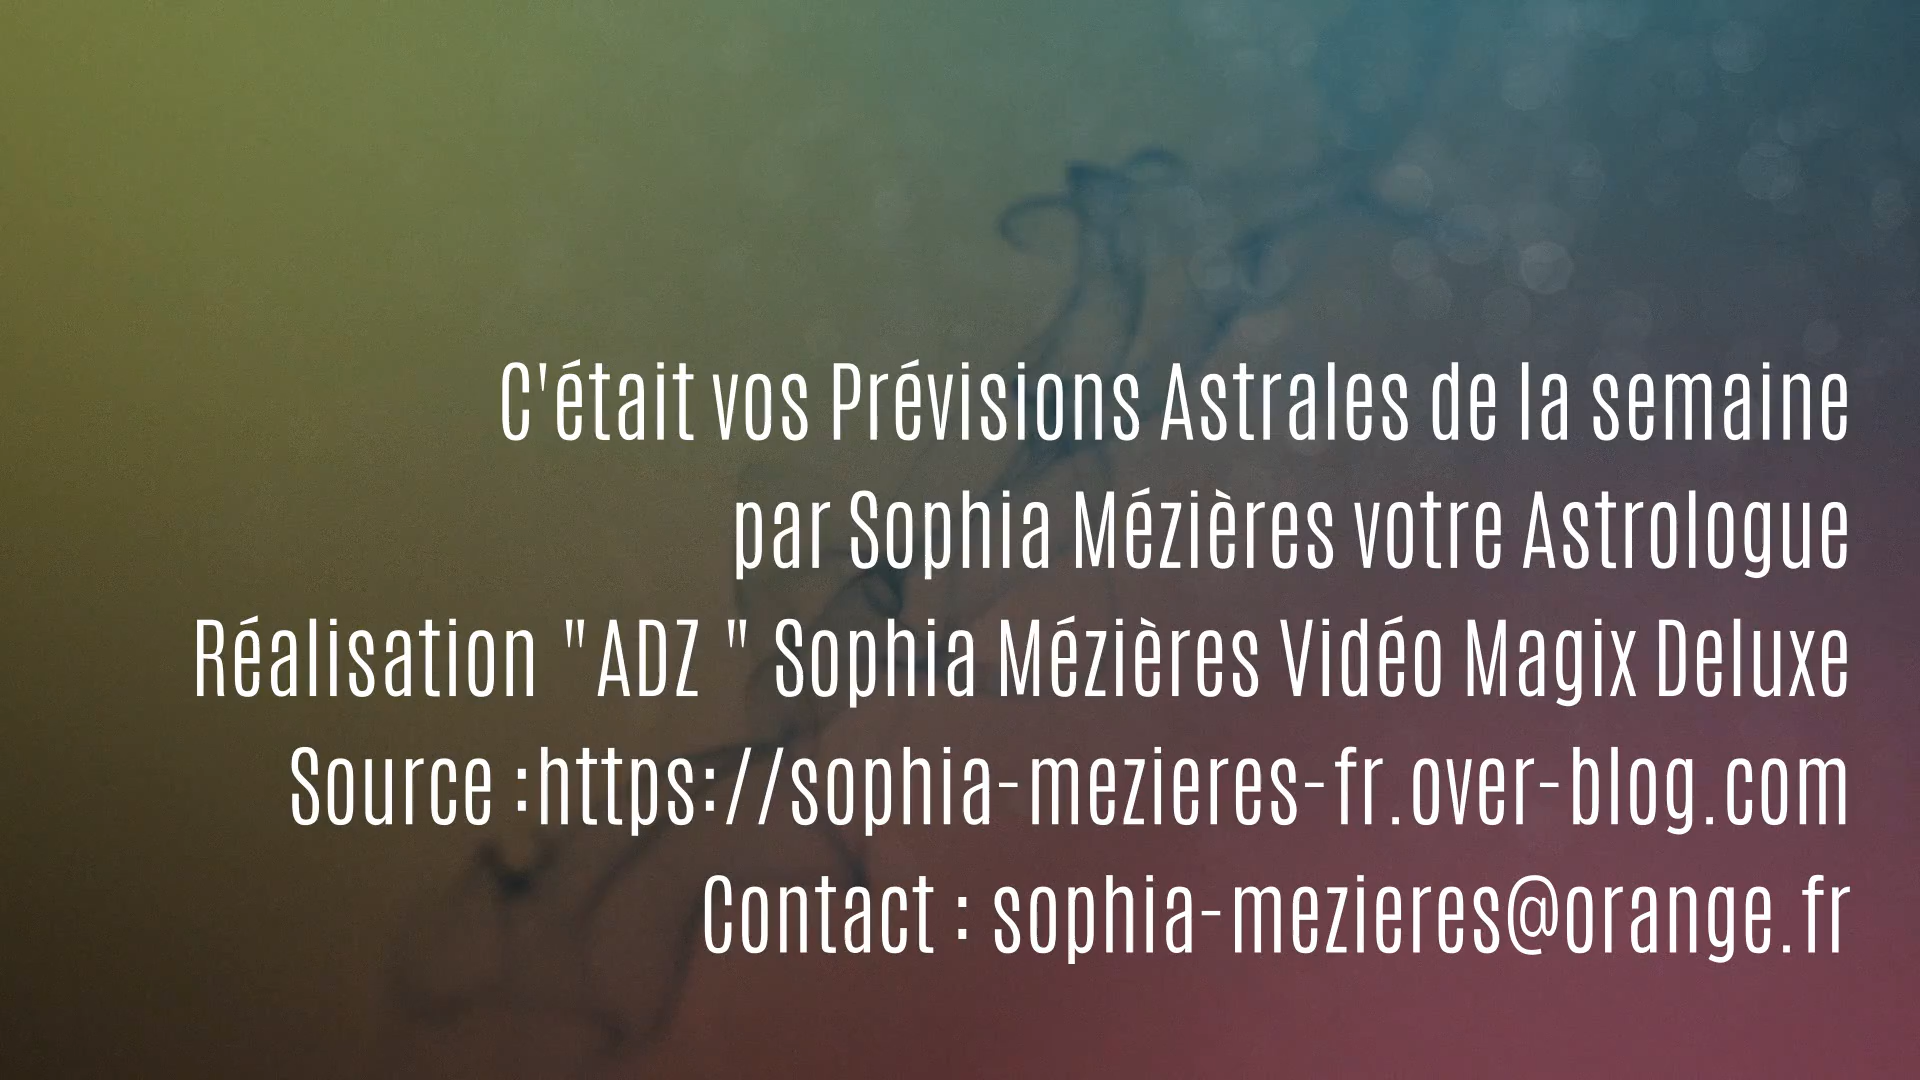 C'était vos Prévisions Astrales de la semaine
par Sophia Mézières votre Astrologue
Réalisation "ADZ " Sophia Mézières Vidéo Magix Deluxe
Source :https://sophia-mezieres-fr.over-blog.com
Contact : sophia-mezieres@orange.fr